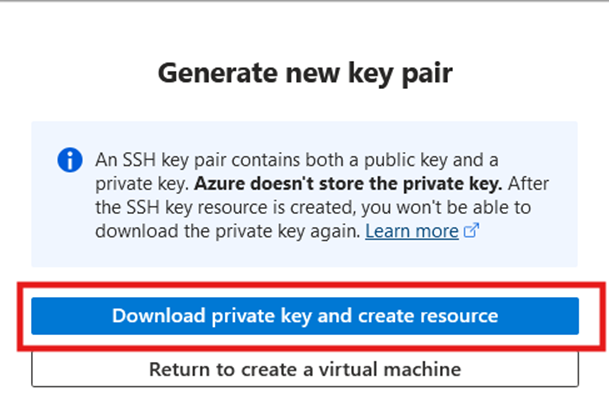 Generate new key pair
An SSH key pair contains both a public key and a
private key. Azure doesn't store the private key. After
the SSH key resource is created, you won't be able to
download the private key again. Learn more
Download private key and create resource
Return to create a virtual machine